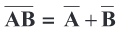 A̅B̅ = A̅ + B̅